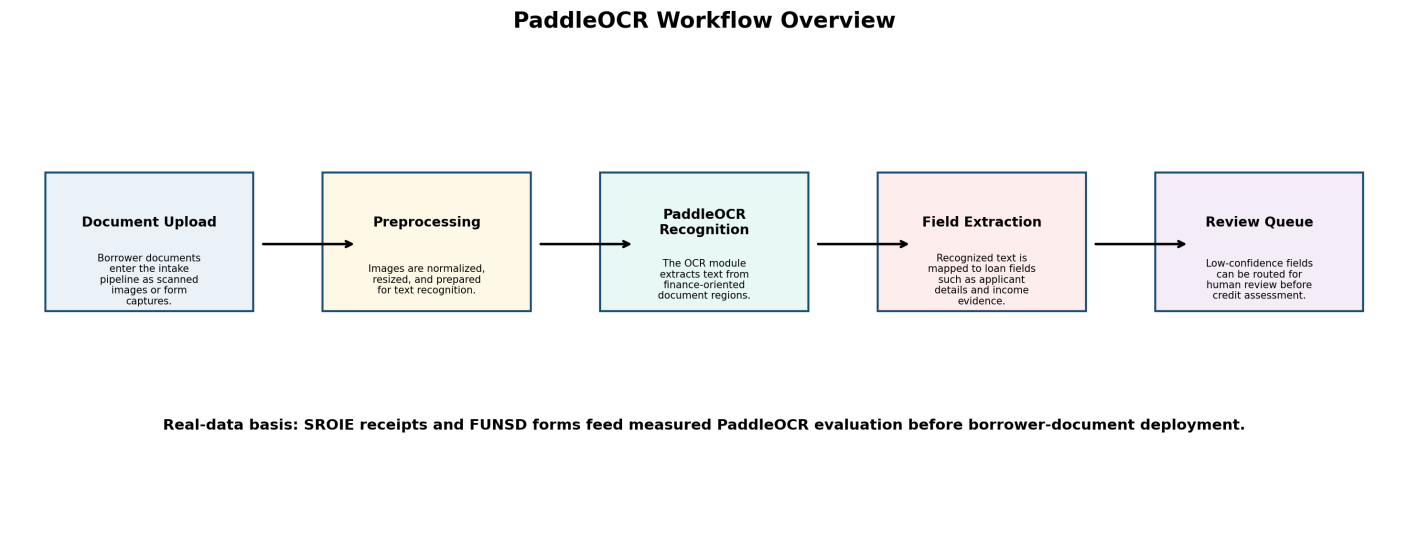 PaddleOCR Workflow Overview
Document Upload
Borrower documents
enter the intake
pipeline as scanned
images or form
captures.
Preprocessing
Images are normalized,
resized, and prepared
for text recognition.
PaddleOCR
Recognition
The OCR module
extracts text from
finance-oriented
document regions.
Field Extraction
Recognized text is
mapped to loan fields
such as applicant
details and income
evidence.
Review Queue
Low-confidence fields
can be routed for
human review before
credit assessment.
Real-data basis: SROIE receipts and FUNSD forms feed measured PaddleOCR evaluation before borrower-document deployment.